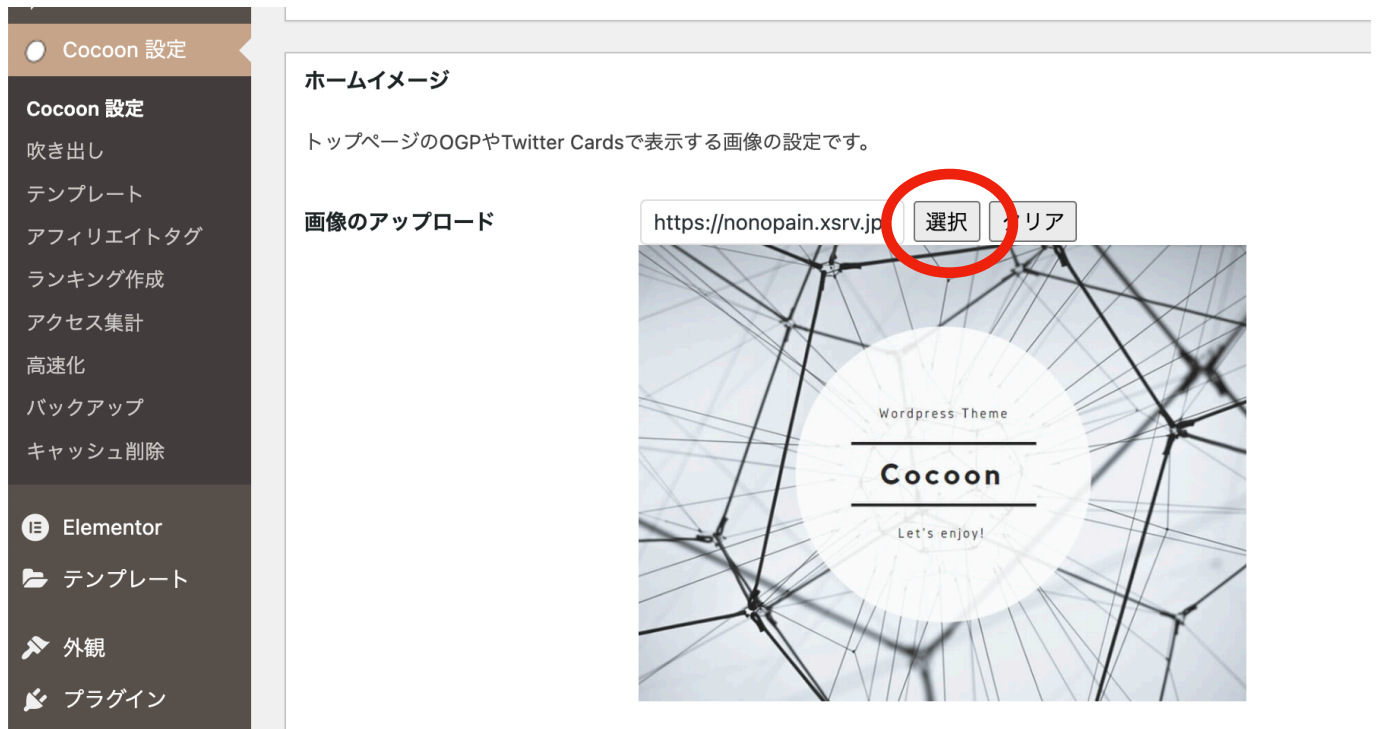 Cocoon 設定
Cocoon 設定
吹き出し
テンプレート
アフィリエイトタグ
ランキング作成
アクセス集計
高速化
バックアップ
キャッシュ削除
Elementor
テンプレート
外観
プラグイン
ホームイメージ
トップページのOGPやTwitter Cardsで表示する画像の設定です。
画像のアップロード
https://nonopain.xsrv.jp
選択
クリア
Wordpress Theme
Cocoon
Let's enjoy!